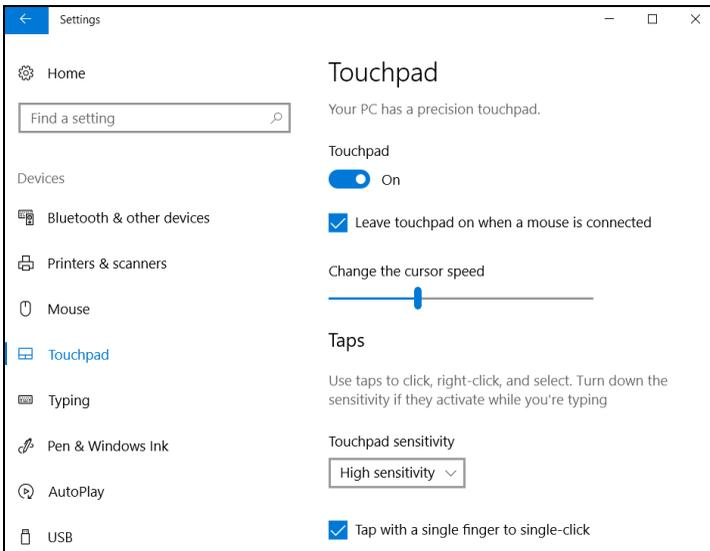 Settings
Home
Find a setting
Devices
Bluetooth & other devices
Printers & scanners
Mouse
Touchpad
Typing
Pen & Windows Ink
AutoPlay
USB
Touchpad
Your PC has a precision touchpad.
Touchpad
On
Leave touchpad on when a mouse is connected
Change the cursor speed
Taps
Use taps to click, right-click, and select. Turn down the
sensitivity if they activate while you're typing
Touchpad sensitivity
High sensitivity
Tap with a single finger to single-click